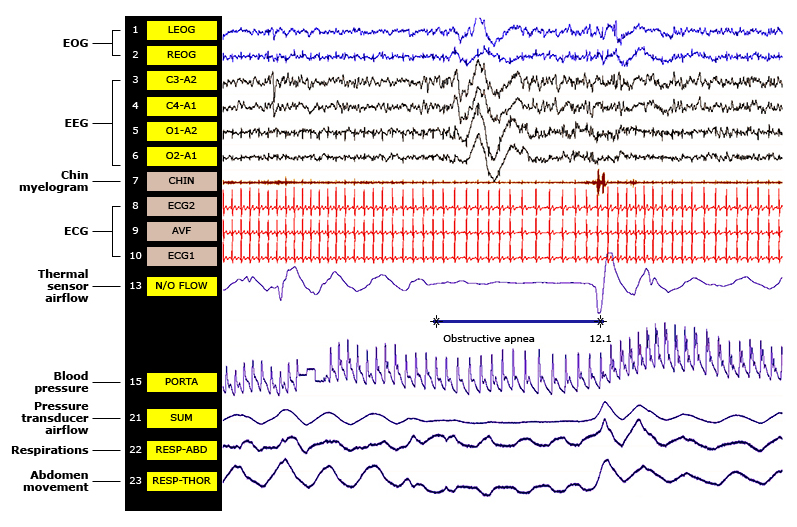 EOG
1 LEOG
2 REOG
EEG
3 C3-A2
4 C4-A1
5 O1-A2
6 O2-A1
Chin
myelogram
7 CHIN
ECG
8 ECG2
9 AVF
10 ECG1
Thermal
sensor
airflow
13 N/O FLOW
Obstructive apnea 12.1
Blood
pressure
15 PORTA
Pressure
transducer
airflow
21 SUM
Respirations
22 RESP-ABD
Abdomen
movement
23 RESP-THOR